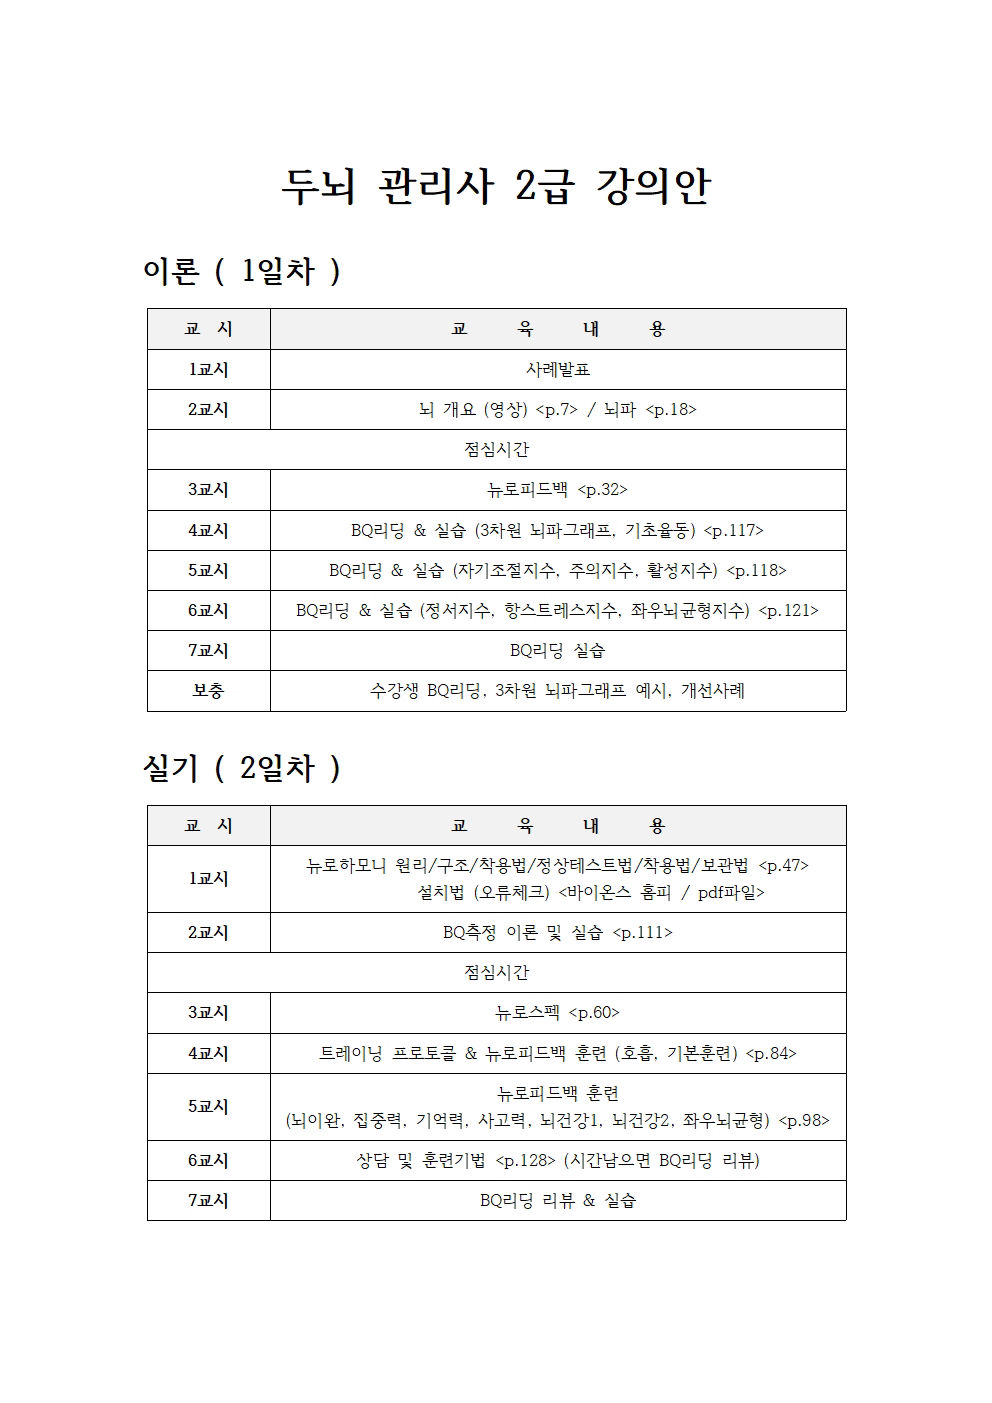 두뇌 관리사 2급 강의안
이론 ( 1일차 )
교 시 교 육 내 용
1교시 사례발표
2교시 뇌 개요 (영상) <p.7> / 뇌파 <p.18>
점심시간
3교시 뉴로피드백 <p.32>
4교시 BQ리딩 & 실습 (3차원 뇌파그래프, 기초율동) <p.117>
5교시 BQ리딩 & 실습 (자기조절지수, 주의지수, 활성지수) <p.118>
6교시 BQ리딩 & 실습 (정서지수, 항스트레스지수, 좌우뇌균형지수) <p.121>
7교시 BQ리딩 실습
보충 수강생 BQ리딩, 3차원 뇌파그래프 예시, 개선사례
실기 ( 2일차 )
교 시 교 육 내 용
1교시 뉴로하모니 원리/구조/착용법/정상테스트법/착용법/보관법 <p.47>
설치법 (오류체크) <바이온스 홈피 / pdf파일>
2교시 BQ측정 이론 및 실습 <p.111>
점심시간
3교시 뉴로스펙 <p.60>
4교시 트레이닝 프로토콜 & 뉴로피드백 훈련 (호흡, 기본훈련) <p.84>
5교시 뉴로피드백 훈련
(뇌이완, 집중력, 기억력, 사고력, 뇌건강1, 뇌건강2, 좌우뇌균형) <p.98>
6교시 상담 및 훈련기법 <p.128> (시간남으면 BQ리딩 리뷰)
7교시 BQ리딩 리뷰 & 실습